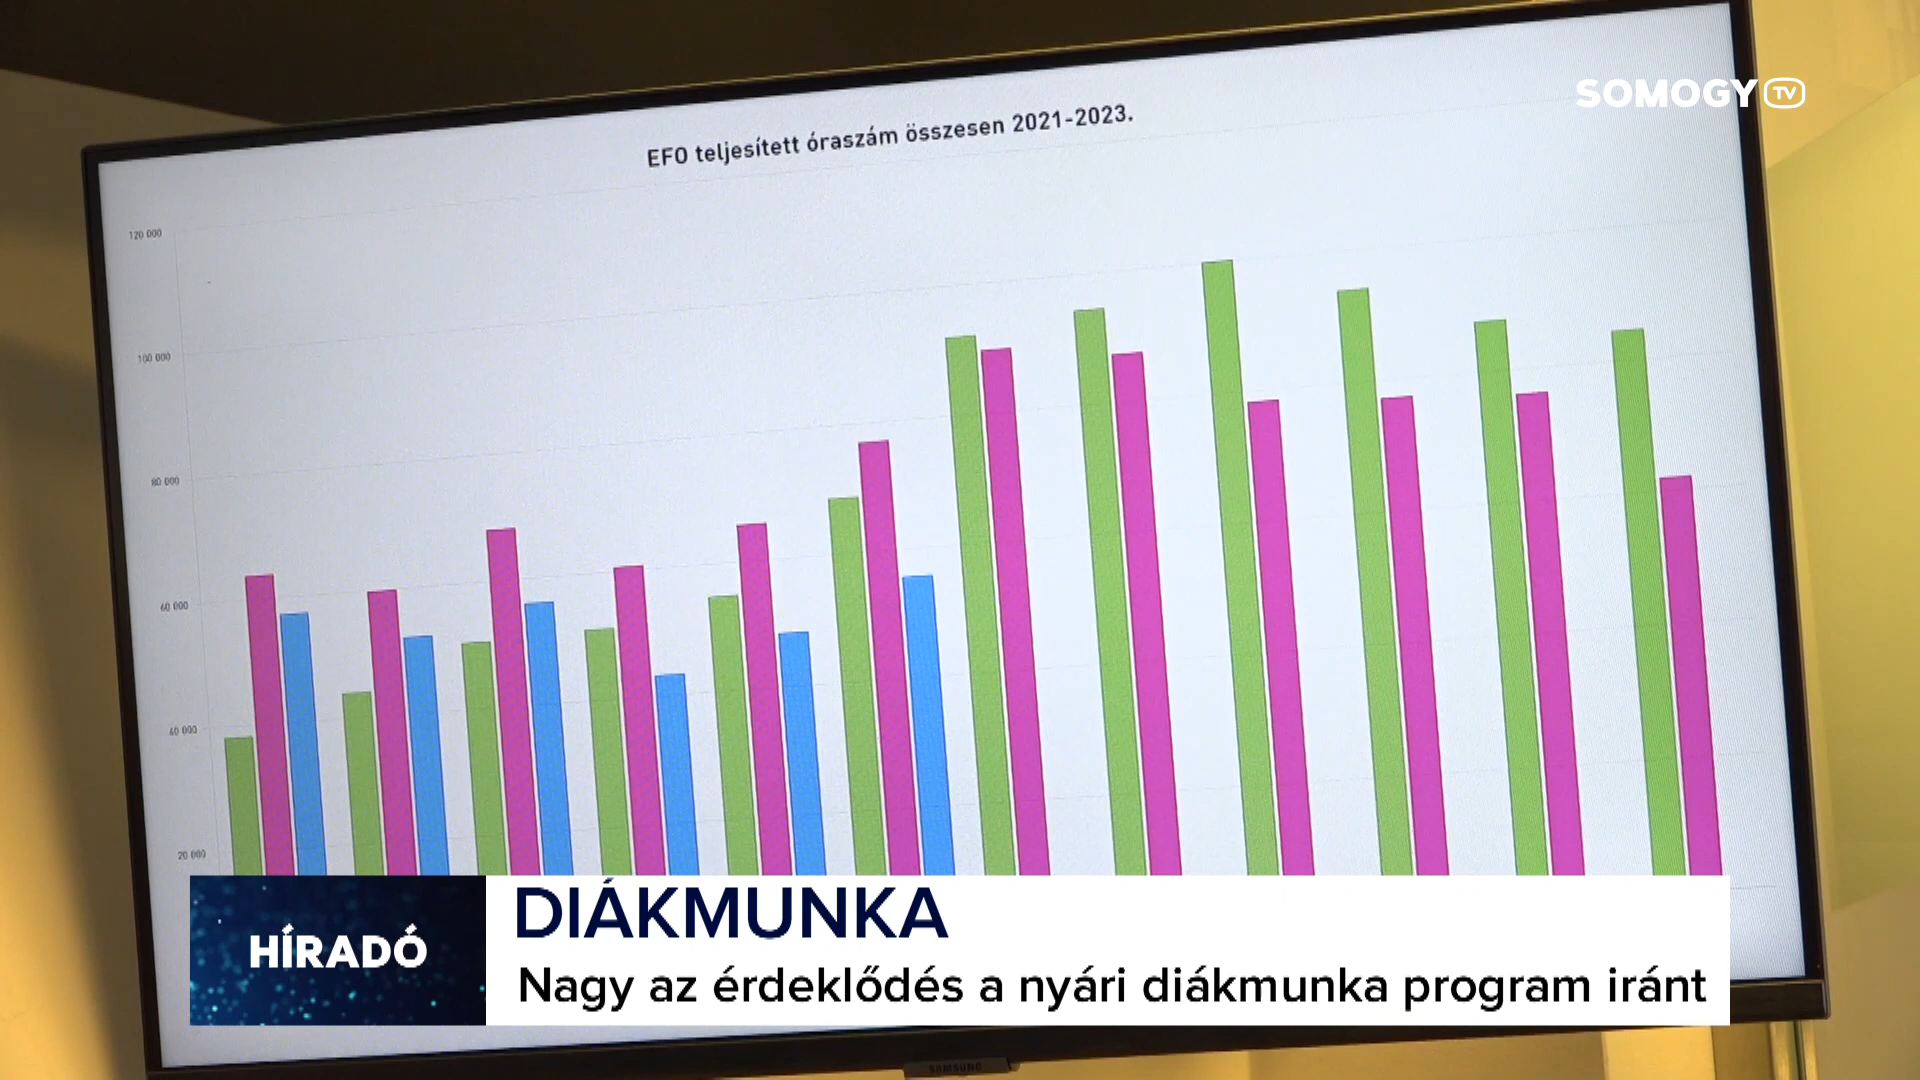 SOMOGY TV
EFO teljesített óraszám összesen 2021-2023.
120 000
100 000
80 000
60 000
40 000
20 000
HÍRADÓ
DIÁKMUNKA
Nagy az érdeklődés a nyári diákmunka program iránt
SAMSUNG